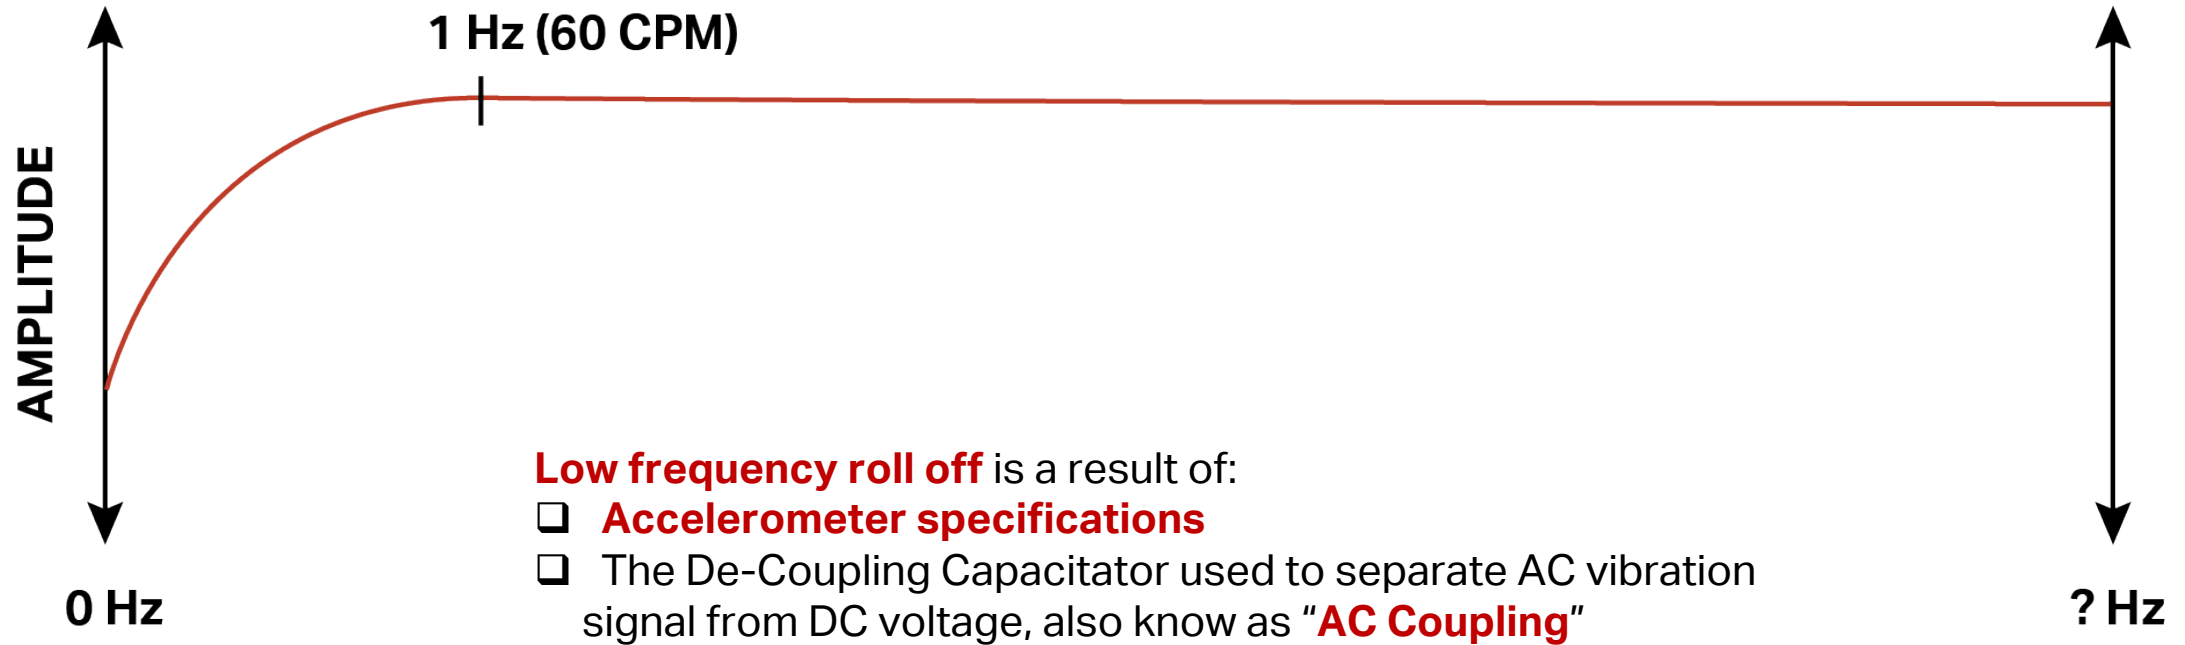 1 Hz (60 CPM)
AMPLITUDE
Low frequency roll off is a result of:
❑ Accelerometer specifications
❑ The De-Coupling Capacitator used to separate AC vibration
signal from DC voltage, also know as “AC Coupling”
0 Hz
? Hz